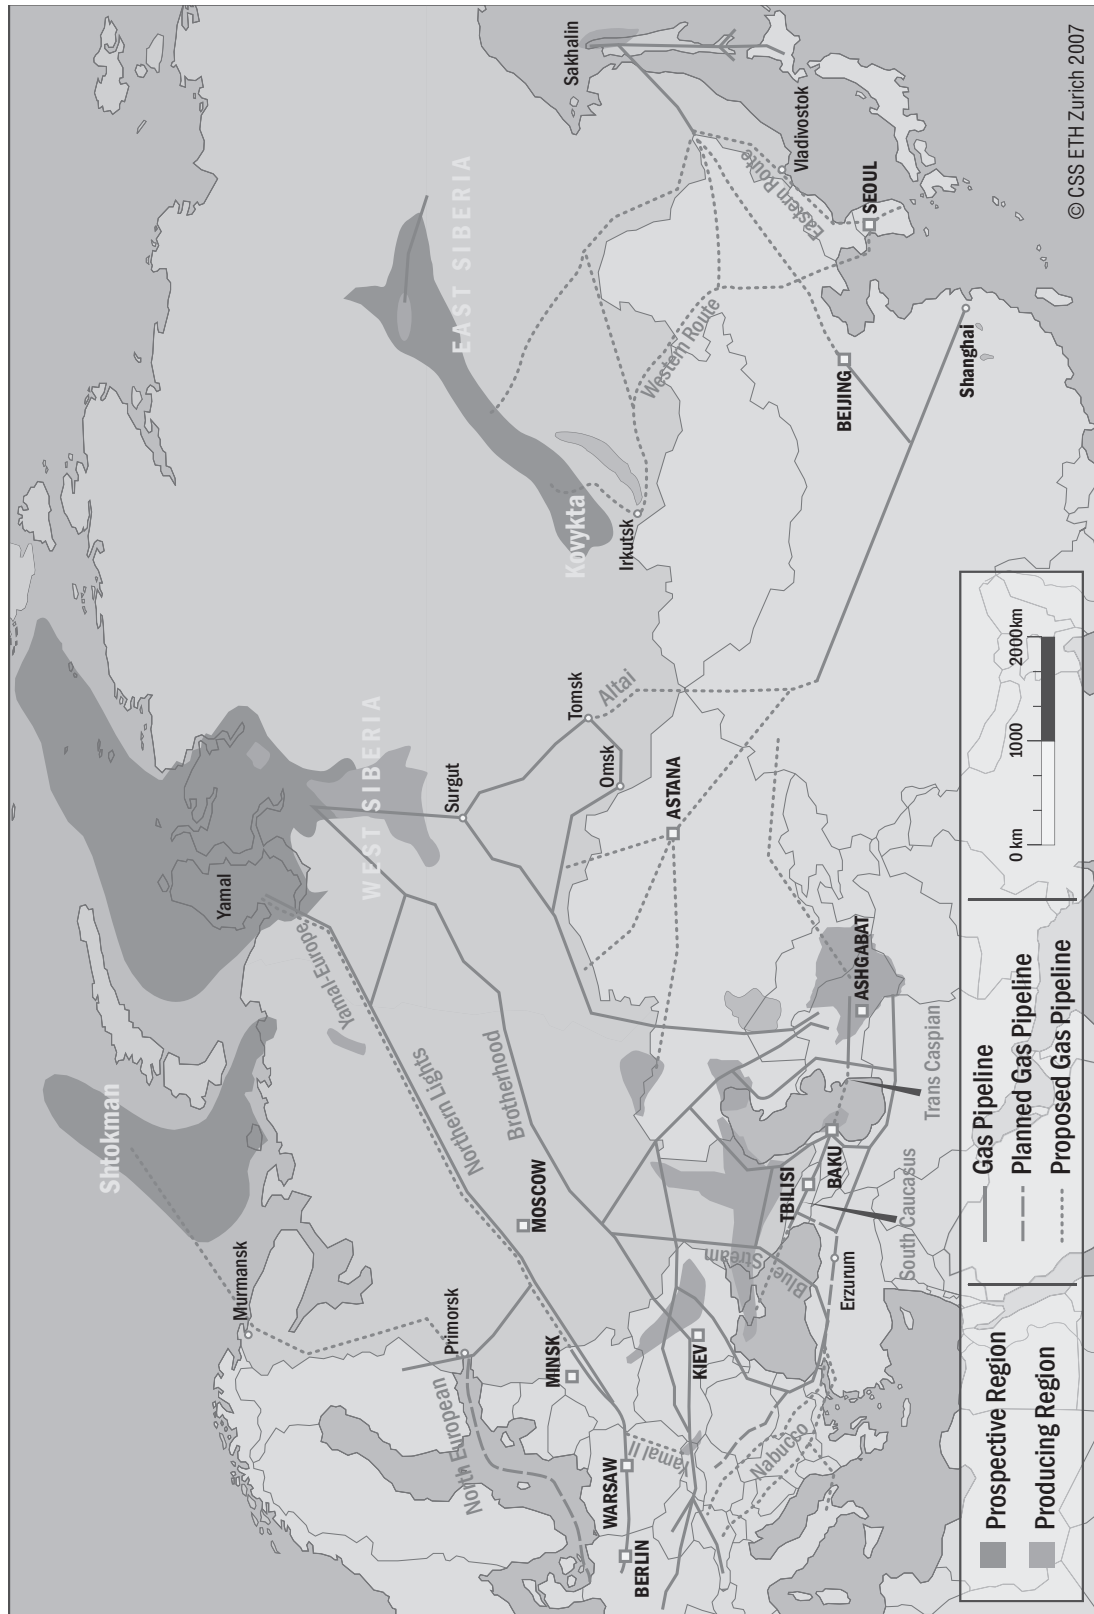 Shtokman
Murmansk
Primorsk
North European
Yamal
Yamal-Europe
Northern Lights
Brotherhood
WEST SIBERIA
Surgut
Tomsk
Altai
Omsk
ASTANA
EAST SIBERIA
Kovykta
Irkutsk
Western Route
Eastern Route
Sakhalin
Vladivostok
SEOUL
BEIJING
Shanghai
MOSCOW
MINSK
WARSAW
BERLIN
Yamal II
KIEV
Nabucco
Blue
Stream
TBILISI
BAKU
Erzurum
ASHGABAT
South Caucasus
Trans Caspian
Prospective Region
Producing Region
Gas Pipeline
Planned Gas Pipeline
Proposed Gas Pipeline
0 km
1000
2000km
© CSS ETH Zurich 2007